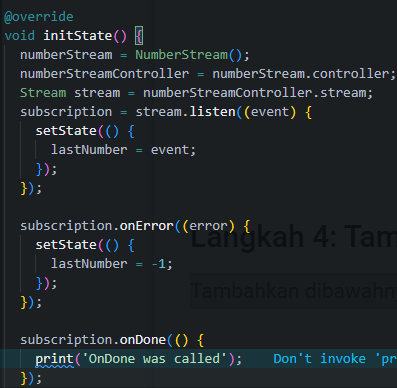 @override
void initState() {
  numberStream = NumberStream();
  numberStreamController = numberStream.controller;
  Stream stream = numberStreamController.stream;
  subscription = stream.listen((event) {
    setState(() {
      lastNumber = event;
    });
  });

  subscription.onError((error) {
    setState(() {
      lastNumber = -1;
    });
  });
Langkah 4: Tam
Tambahkan dibawahn

  subscription.onDone(() {
    print('OnDone was called');    Don't invoke 'pr
  });